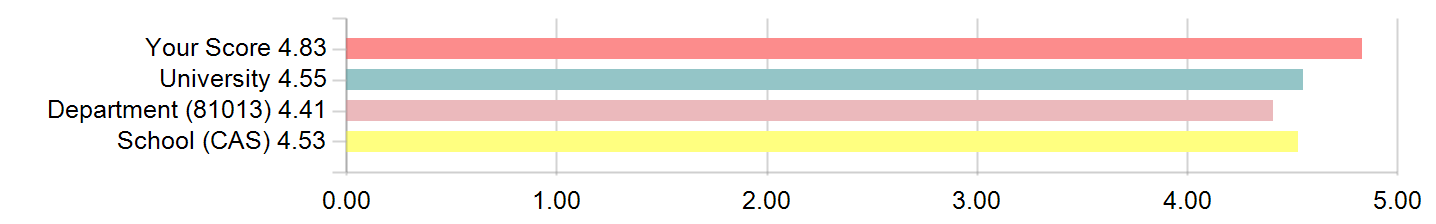 Your Score 4.83
University 4.55
Department (81013) 4.41
School (CAS) 4.53
0.00 1.00 2.00 3.00 4.00 5.00